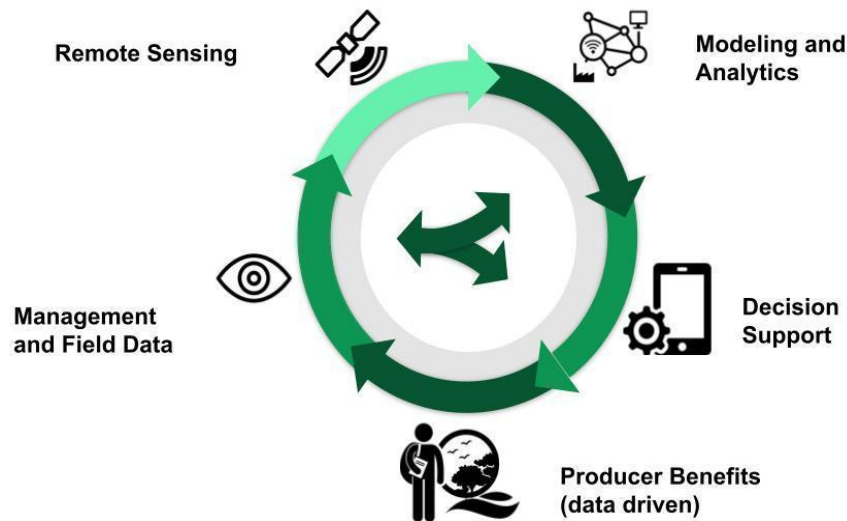 Remote Sensing
Modeling and
Analytics
Decision
Support
Producer Benefits
(data driven)
Management
and Field Data